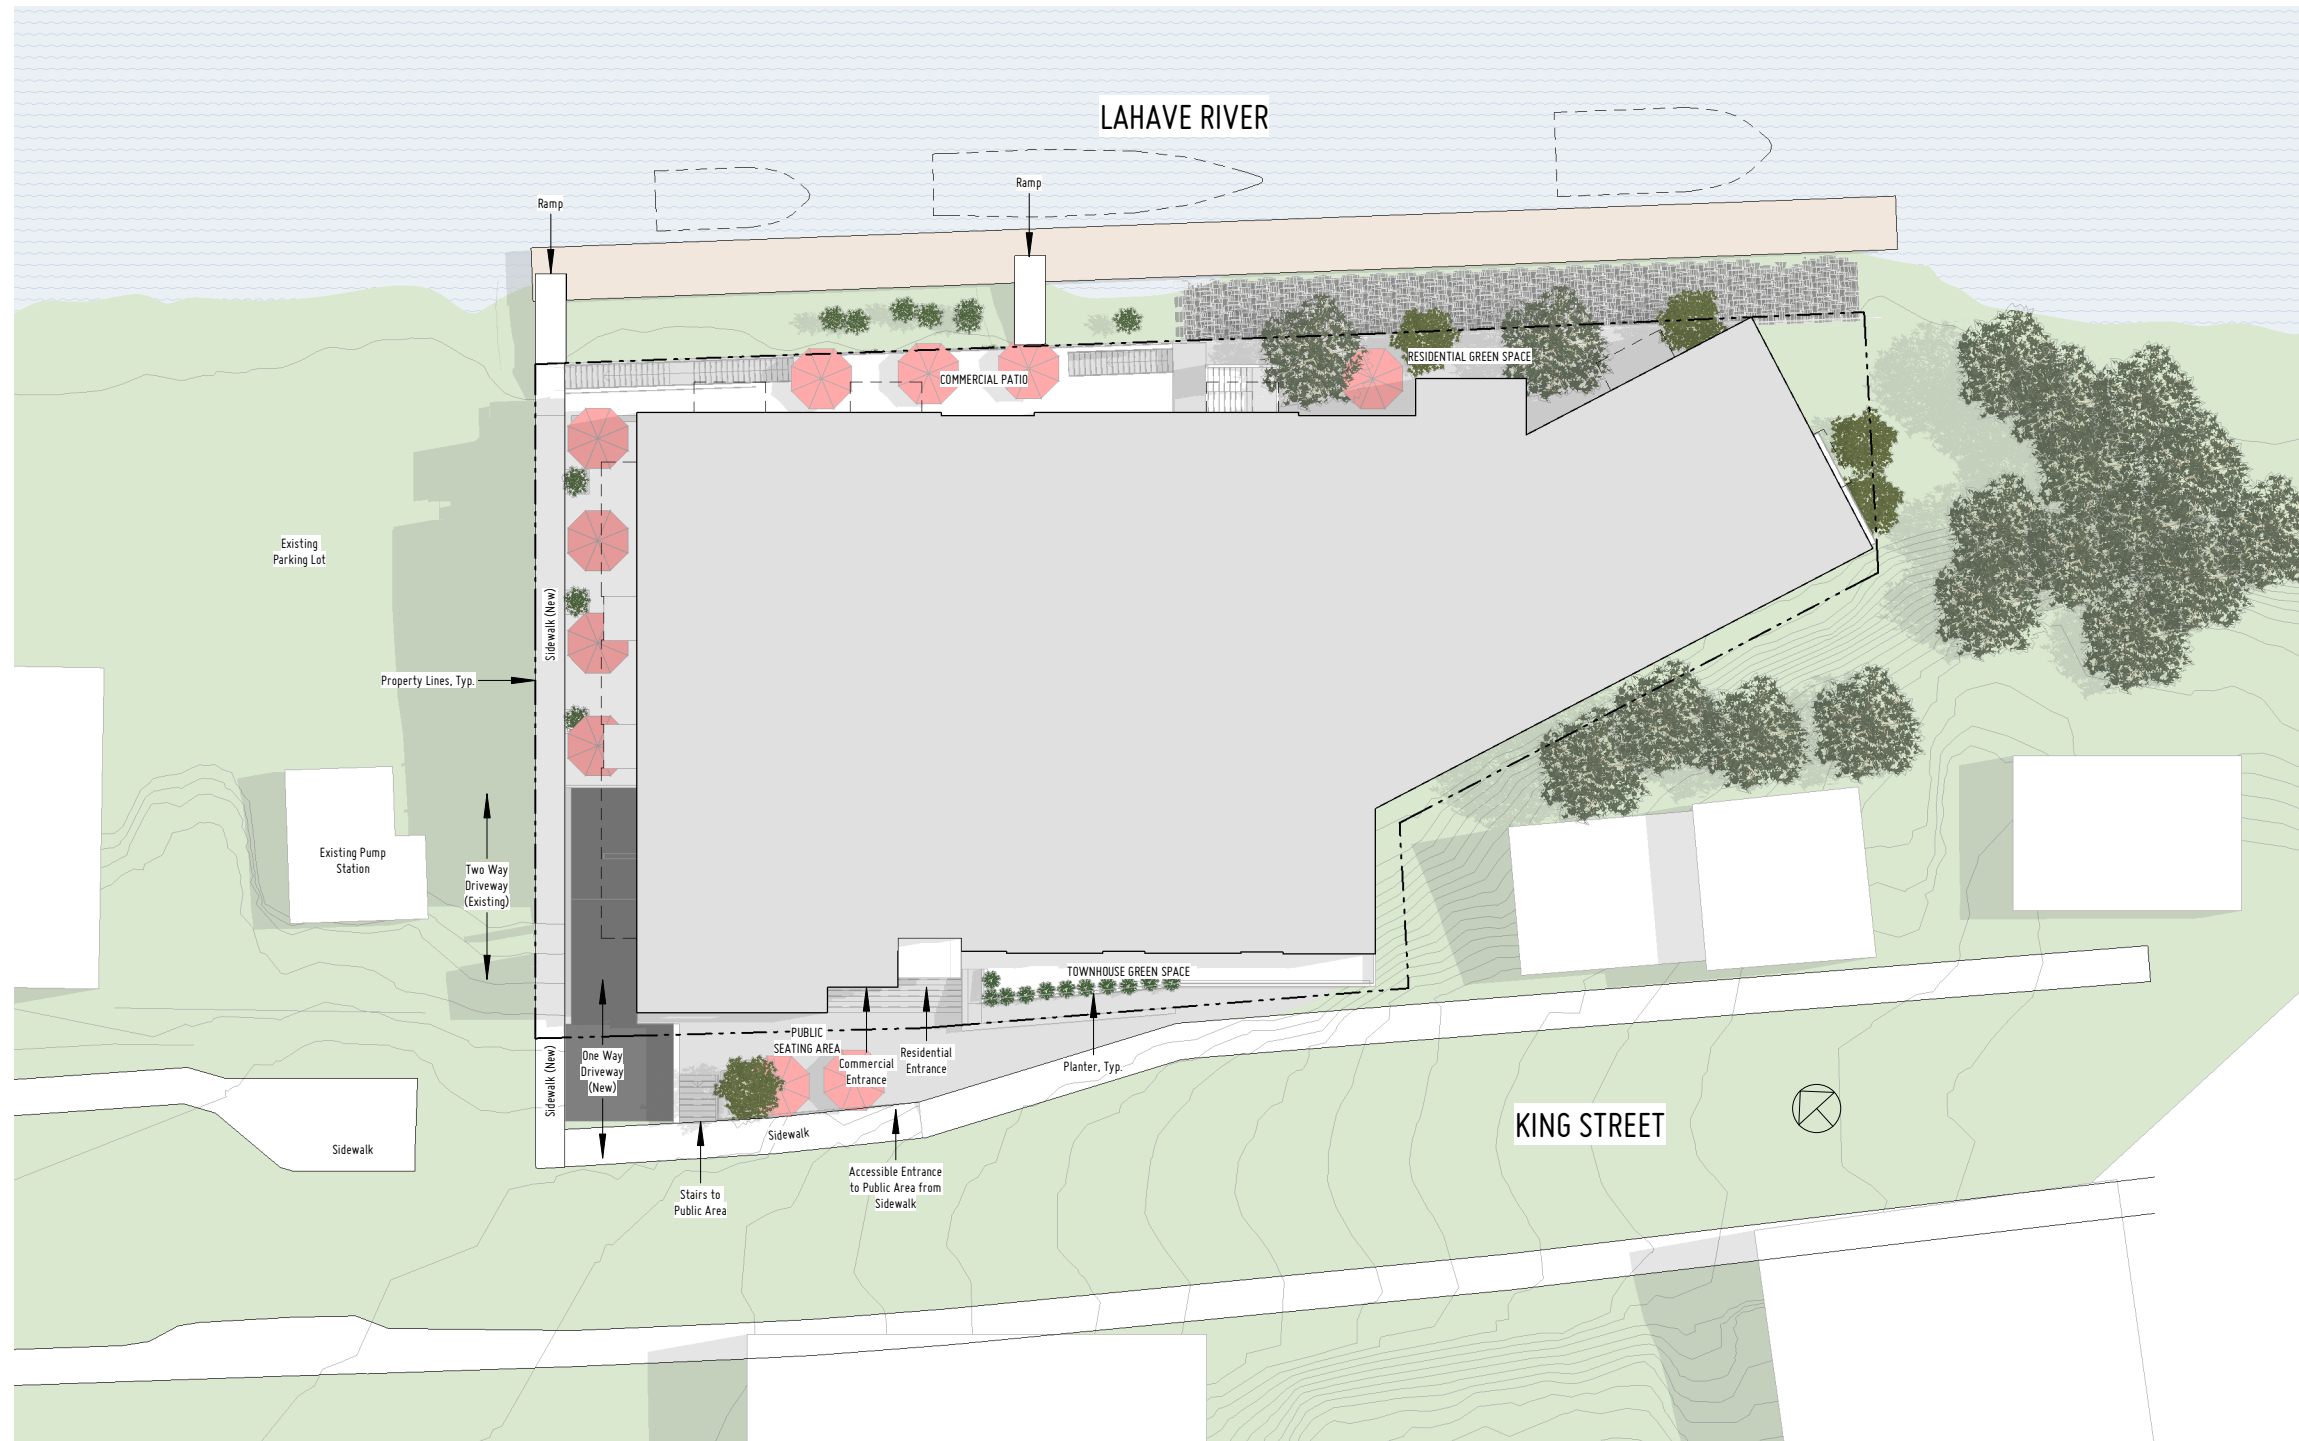 LAHAVE RIVER
Ramp
Ramp
RESIDENTIAL GREEN SPACE
COMMERCIAL PATIO
Existing
Parking Lot
Sidewalk (New)
Property Lines, Typ.
Existing Pump
Station
Two Way
Driveway
(Existing)
TOWNHOUSE GREEN SPACE
PUBLIC
SEATING AREA
One Way
Driveway
(New)
Sidewalk (New)
Commercial
Entrance
Residential
Entrance
Planter, Typ.
KING STREET
Sidewalk
Sidewalk
Accessible Entrance
to Public Area from
Sidewalk
Stairs to
Public Area